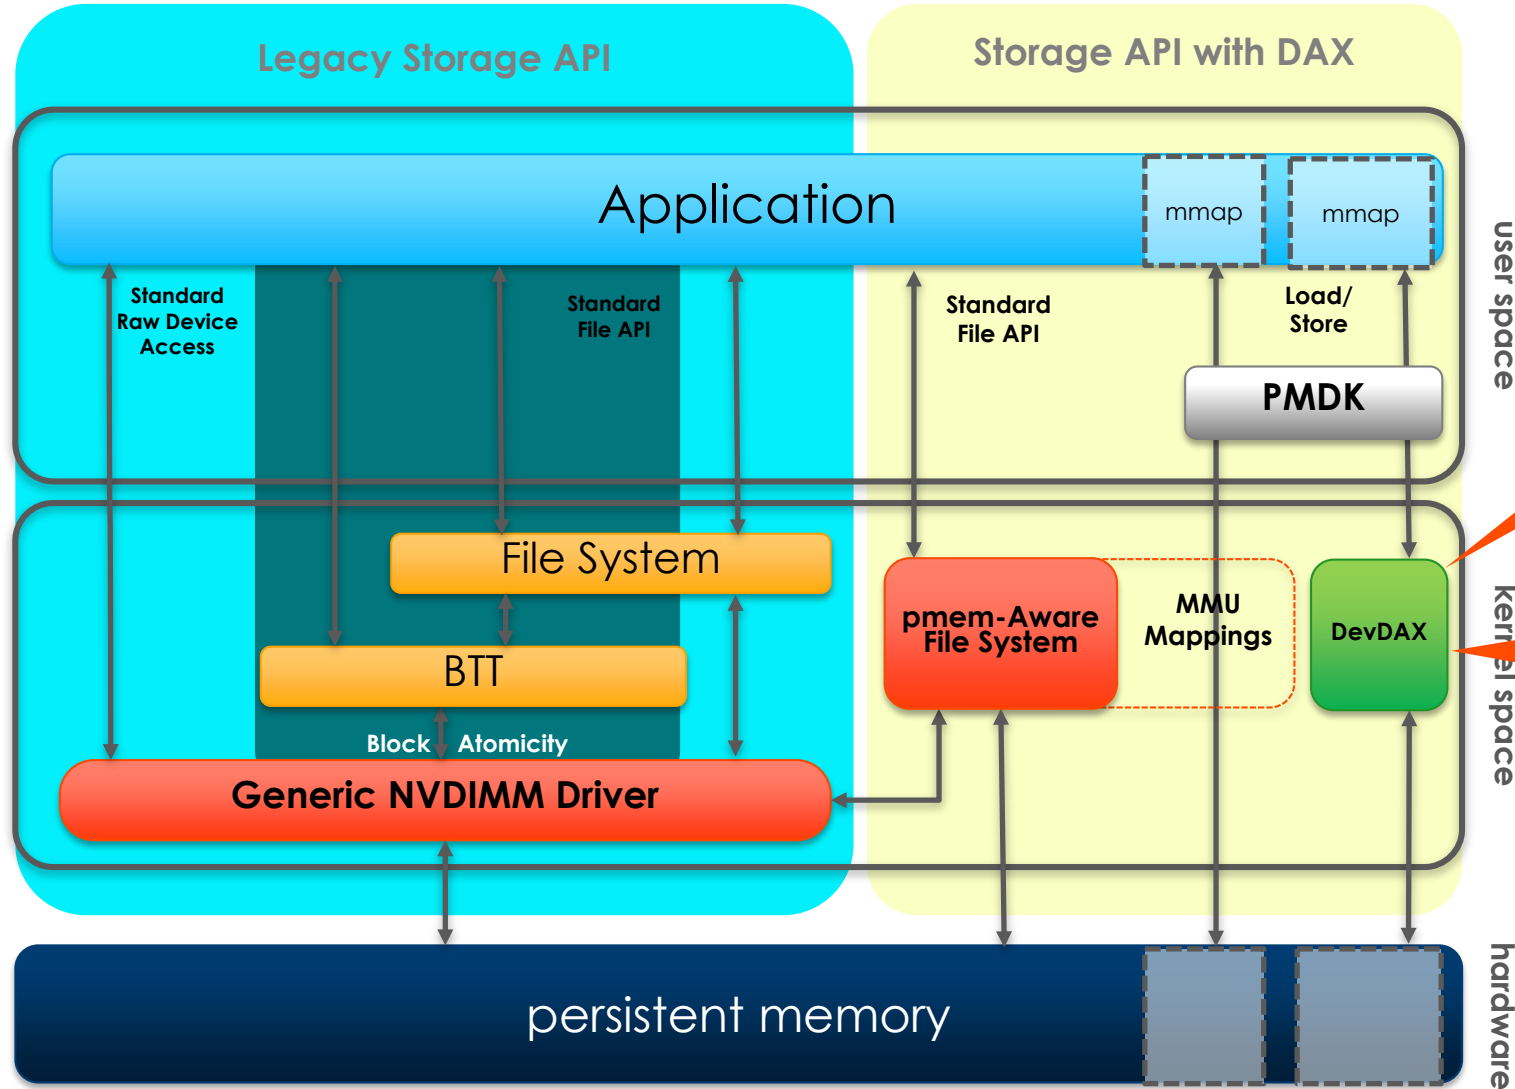 Legacy Storage API
Storage API with DAX
Application
mmap
mmap
Standard
Raw Device
Access
Standard
File API
Standard
File API
Load/
Store
PMDK
user space
File System
BTT
Block
Atomicity
Generic NVDIMM Driver
pmem-Aware
File System
MMU
Mappings
DevDAX
kernel space
persistent memory
hardware